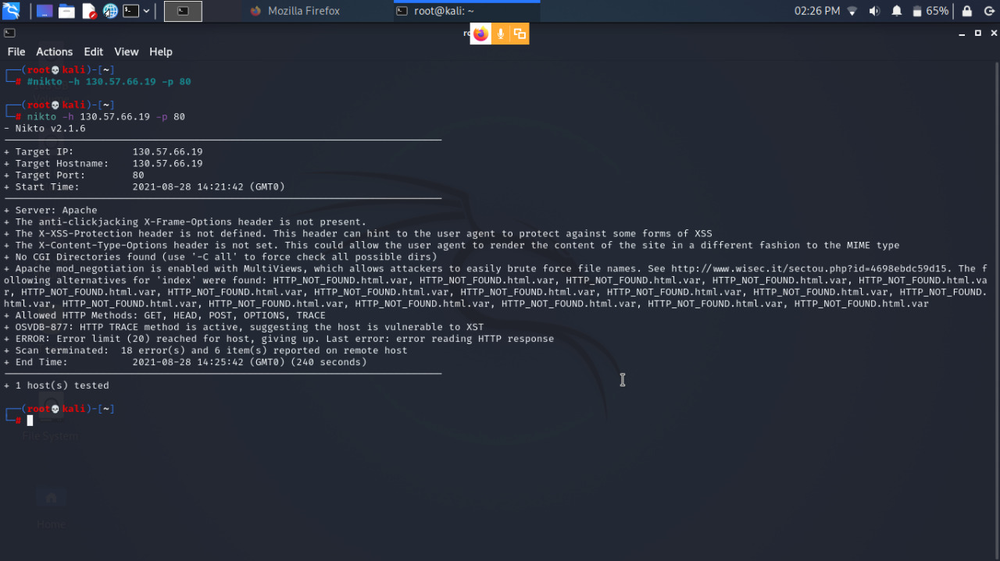 Mozilla Firefox
root@kali: ~
02:26 PM
65%
File Actions Edit View Help
(root💀kali)-[~]
# #nikto -h 130.57.66.19 -p 80
(root💀kali)-[~]
# nikto -h 130.57.66.19 -p 80
- Nikto v2.1.6
+ Target IP: 130.57.66.19
+ Target Hostname: 130.57.66.19
+ Target Port: 80
+ Start Time: 2021-08-28 14:21:42 (GMT0)
+ Server: Apache
+ The anti-clickjacking X-Frame-Options header is not present.
+ The X-XSS-Protection header is not defined. This header can hint to the user agent to protect against some forms of XSS
+ The X-Content-Type-Options header is not set. This could allow the user agent to render the content of the site in a different fashion to the MIME type
+ No CGI Directories found (use '-C all' to force check all possible dirs)
+ Apache mod_negotiation is enabled with MultiViews, which allows attackers to easily brute force file names. See http://www.wisec.it/sectou.php?id=4698ebdc59d15. The f
ollowing alternatives for 'index' were found: HTTP_NOT_FOUND.html.var, HTTP_NOT_FOUND.html.var, HTTP_NOT_FOUND.html.var, HTTP_NOT_FOUND.html.var, HTTP_NOT_FOUND.html.va
r, HTTP_NOT_FOUND.html.var, HTTP_NOT_FOUND.html.var, HTTP_NOT_FOUND.html.var, HTTP_NOT_FOUND.html.var, HTTP_NOT_FOUND.html.var, HTTP_NOT_FOUND.html.var, HTTP_NOT_FOUND.
html.var, HTTP_NOT_FOUND.html.var, HTTP_NOT_FOUND.html.var, HTTP_NOT_FOUND.html.var, HTTP_NOT_FOUND.html.var, HTTP_NOT_FOUND.html.var, HTTP_NOT_FOUND.html.var
+ Allowed HTTP Methods: GET, HEAD, POST, OPTIONS, TRACE
+ OSVDB-877: HTTP TRACE method is active, suggesting the host is vulnerable to XST
+ ERROR: Error limit (20) reached for host, giving up. Last error: error reading HTTP response
+ Scan terminated: 18 error(s) and 6 item(s) reported on remote host
+ End Time: 2021-08-28 14:25:42 (GMT0) (240 seconds)
+ 1 host(s) tested
(root💀kali)-[~]
#
File System
Home